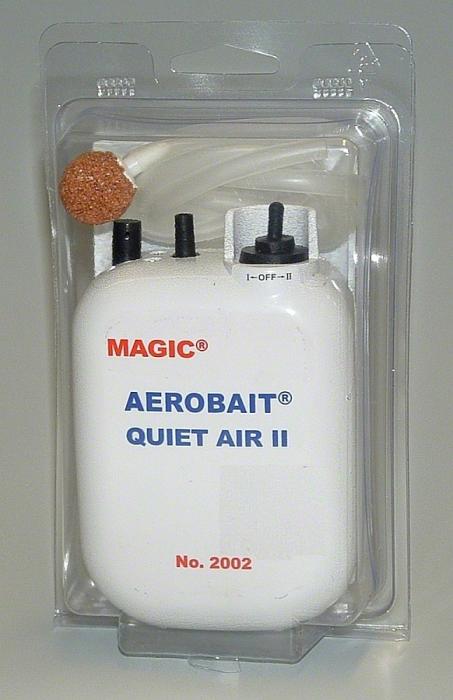 I←OFF→II
MAGIC®
AEROBAIT®
QUIET AIR II
No. 2002